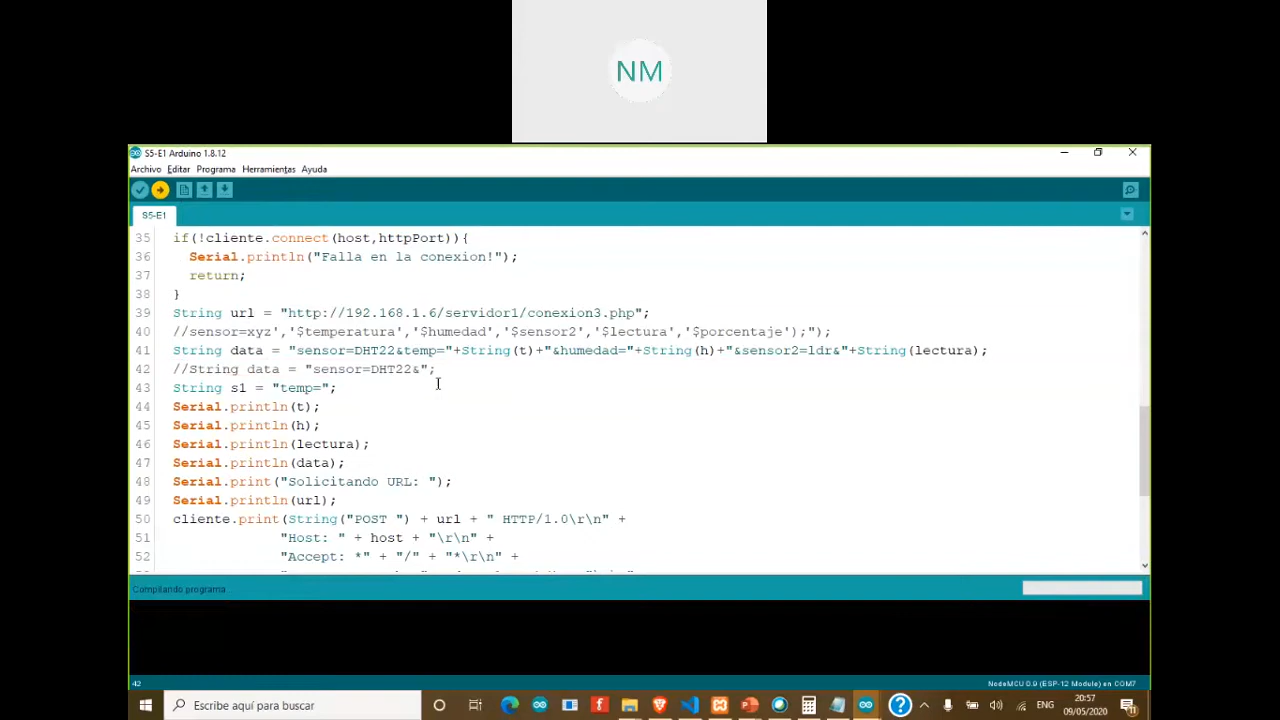 NM
S5-E1 Arduino 1.8.12
Archivo Editar Programa Herramientas Ayuda
S5-E1
35 if(!cliente.connect(host,httpPort)){
36 Serial.println("Falla en la conexion!");
37 return;
38 }
39 String url = "http://192.168.1.6/servidor1/conexion3.php";
40 //sensor=xyz','$temperatura','$humedad','$sensor2','$lectura','$porcentaje');");
41 String data = "sensor=DHT22&temp="+String(t)+"&humedad="+String(h)+"&sensor2=ldr&"+String(lectura);
42 //String data = "sensor=DHT22&";
43 String s1 = "temp=";
44 Serial.println(t);
45 Serial.println(h);
46 Serial.println(lectura);
47 Serial.println(data);
48 Serial.print("Solicitando URL: ");
49 Serial.println(url);
50 cliente.print(String("POST ") + url + " HTTP/1.0\r\n" +
51 "Host: " + host + "\r\n" +
52 "Accept: *" + "/" + "*\r\n" +
Compilando programa...
42 NodeMCU 0.9 (ESP-12 Module) en COM7
Escribe aquí para buscar
ENG
20:57
09/05/2020
11